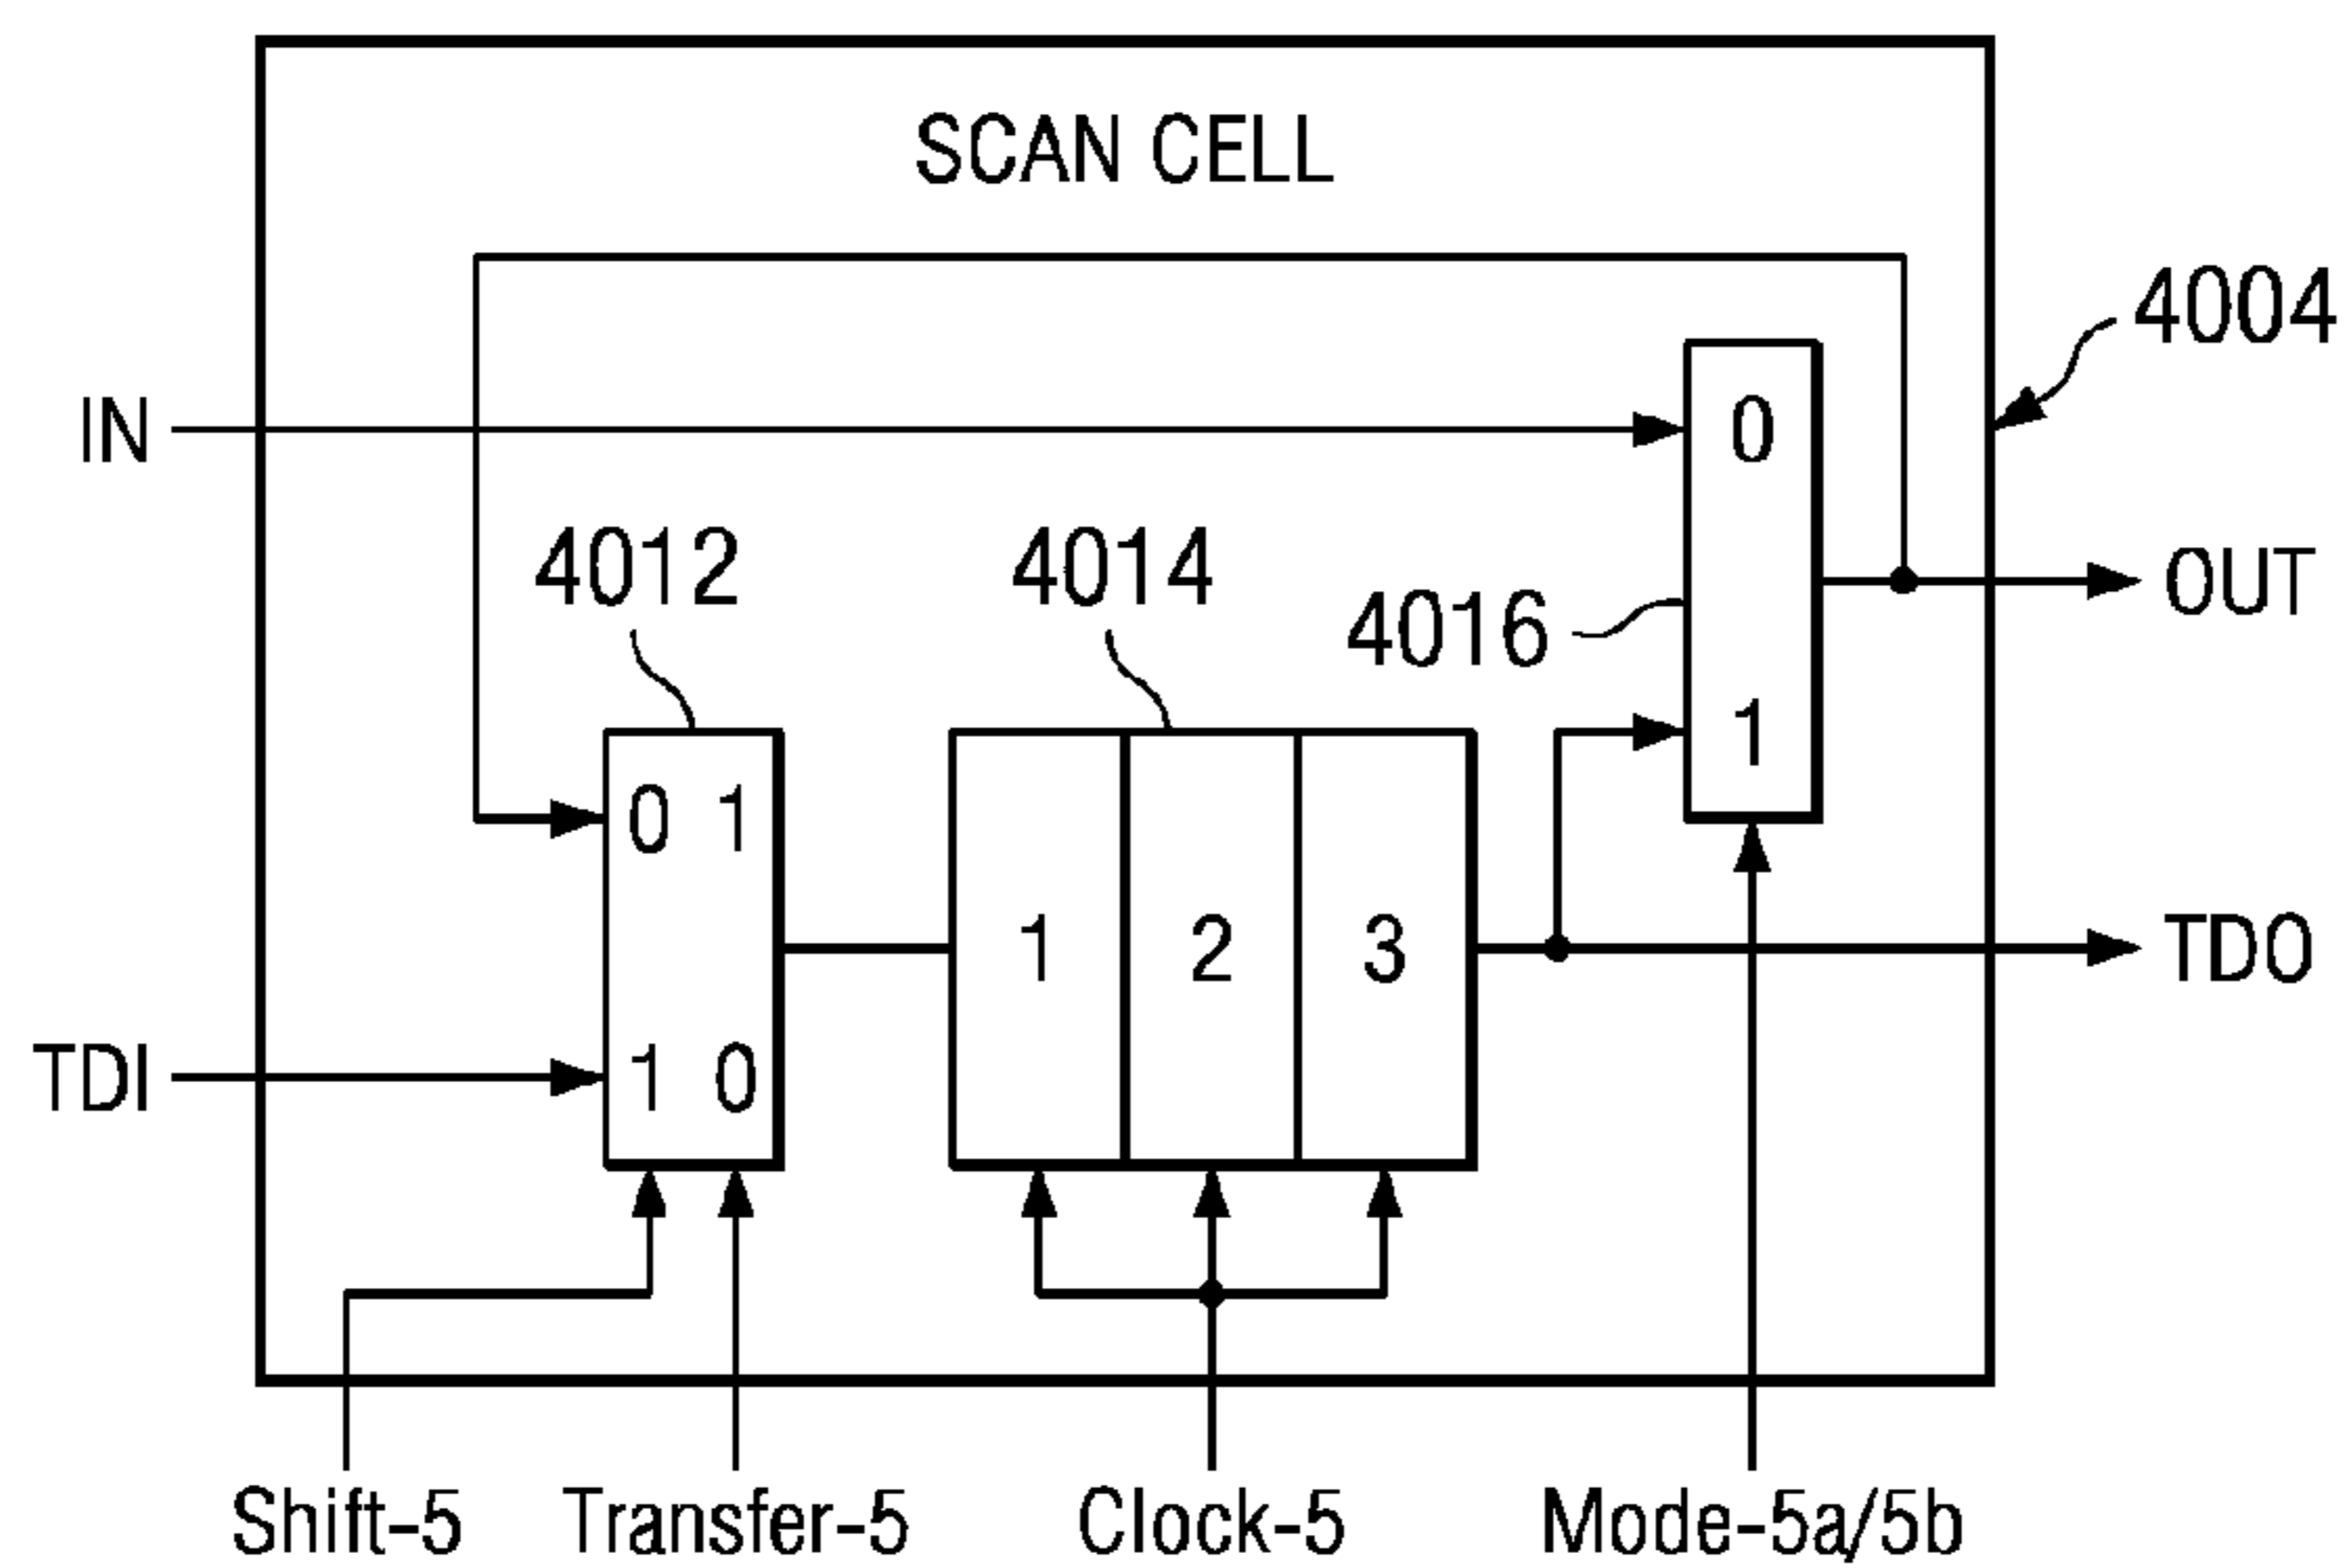 SCAN CELL
4004
IN
0
4012
4014
4016
OUT
1
0 1
1 2 3
TDO
TDI
1 0
Shift-5
Transfer-5
Clock-5
Mode-5a/5b